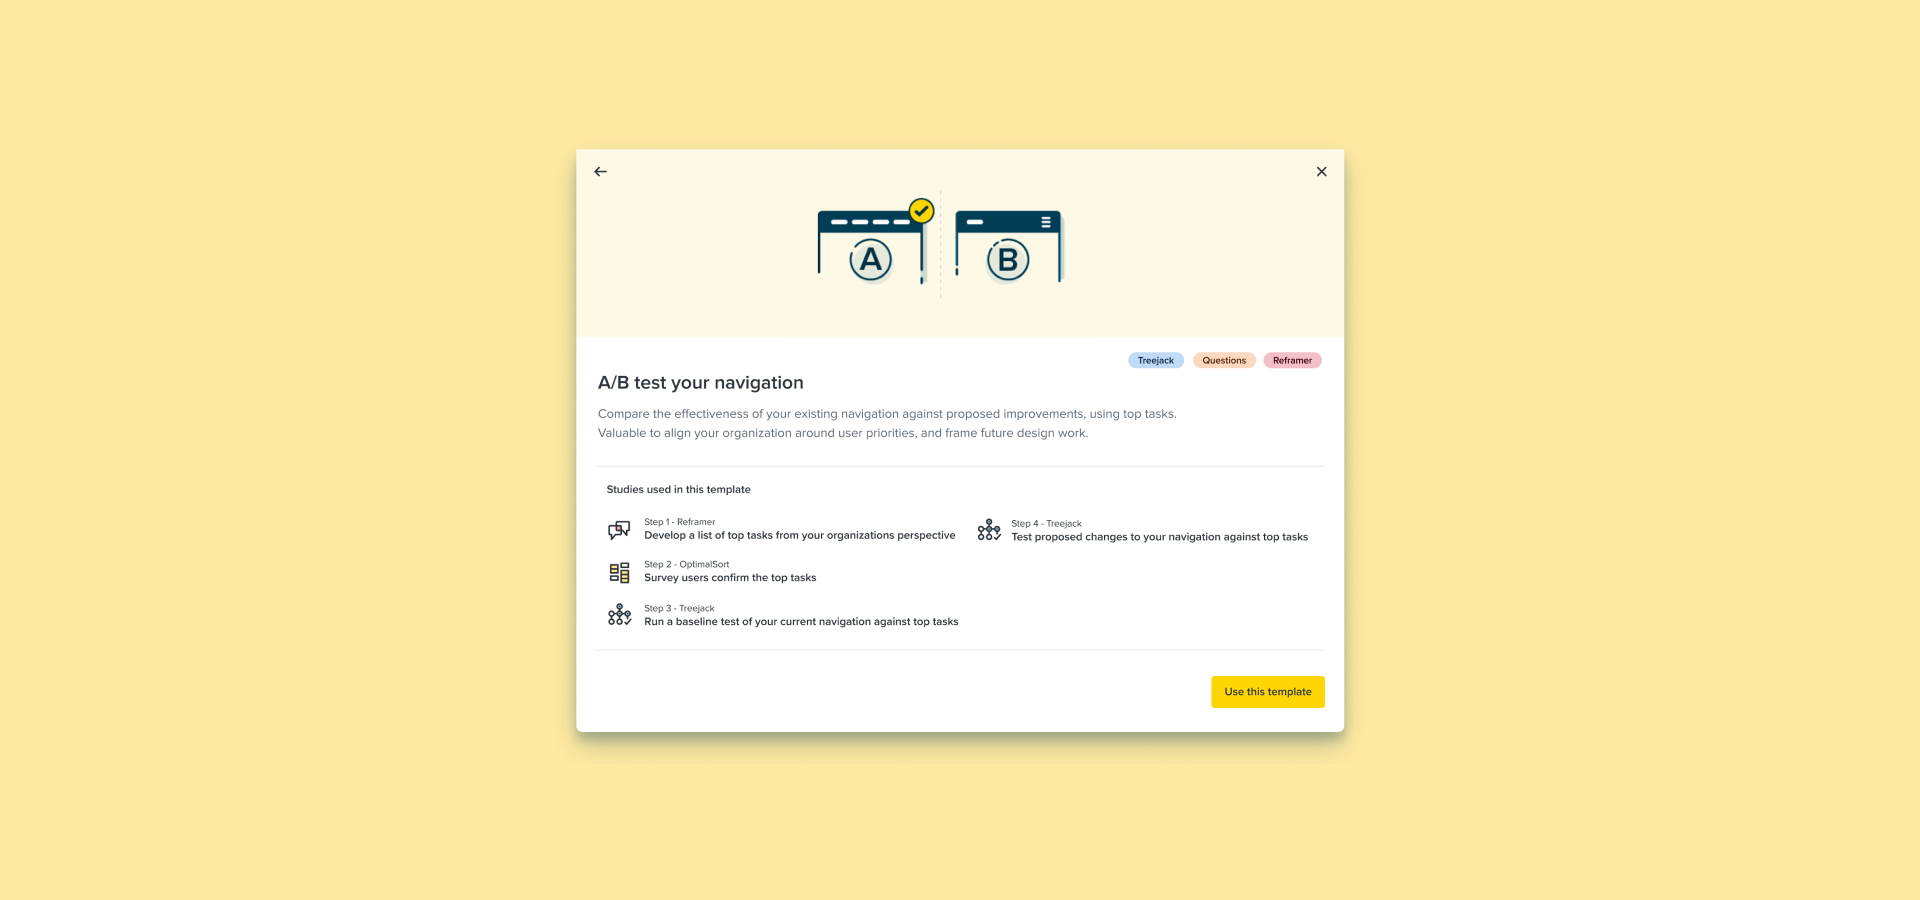 A
B
Treejack
Questions
Reframer
A/B test your navigation
Compare the effectiveness of your existing navigation against proposed improvements, using top tasks.
Valuable to align your organization around user priorities, and frame future design work.
Studies used in this template
Step 1 - Reframer
Develop a list of top tasks from your organizations perspective
Step 2 - OptimalSort
Survey users confirm the top tasks
Step 3 - Treejack
Run a baseline test of your current navigation against top tasks
Step 4 - Treejack
Test proposed changes to your navigation against top tasks
Use this template